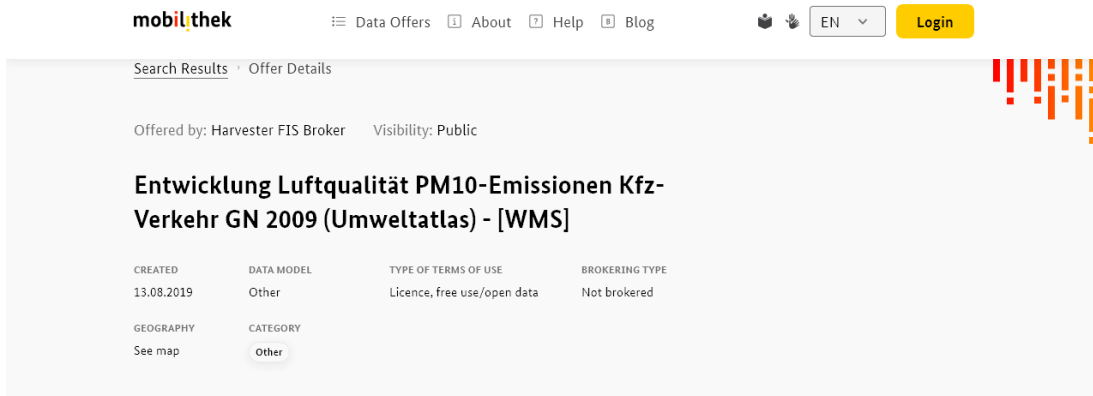 mobilithek
Data Offers About Help Blog EN Login
Search Results Offer Details
Offered by: Harvester FIS Broker Visibility: Public
Entwicklung Luftqualität PM10-Emissionen Kfz-
Verkehr GN 2009 (Umweltatlas) - [WMS]
CREATED DATA MODEL TYPE OF TERMS OF USE BROKERING TYPE
13.08.2019 Other Licence, free use/open data Not brokered
GEOGRAPHY CATEGORY
See map Other